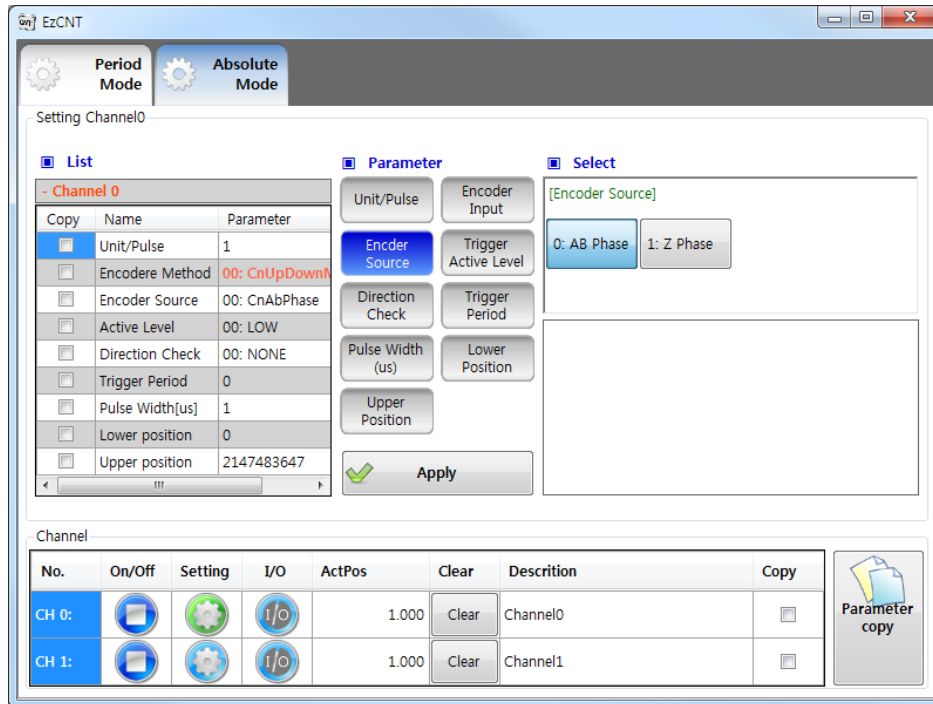 EzCNT
Period
Mode
Absolute
Mode
Setting Channel0
List
- Channel 0
Copy Name Parameter
Unit/Pulse 1
Encodere Method 00: CnUpDownM
Encoder Source 00: CnAbPhase
Active Level 00: LOW
Direction Check 00: NONE
Trigger Period 0
Pulse Width[us] 1
Lower position 0
Upper position 2147483647
Parameter
Unit/Pulse
Encoder
Input
Encder
Source
Trigger
Active Level
Direction
Check
Trigger
Period
Pulse Width
(us)
Lower
Position
Upper
Position
Apply
Select
[Encoder Source]
0: AB Phase
1: Z Phase
Channel
No. On/Off Setting I/O ActPos Clear Descrition Copy
CH 0: I/O 1.000 Clear Channel0
CH 1: I/O 1.000 Clear Channel1
Parameter
copy